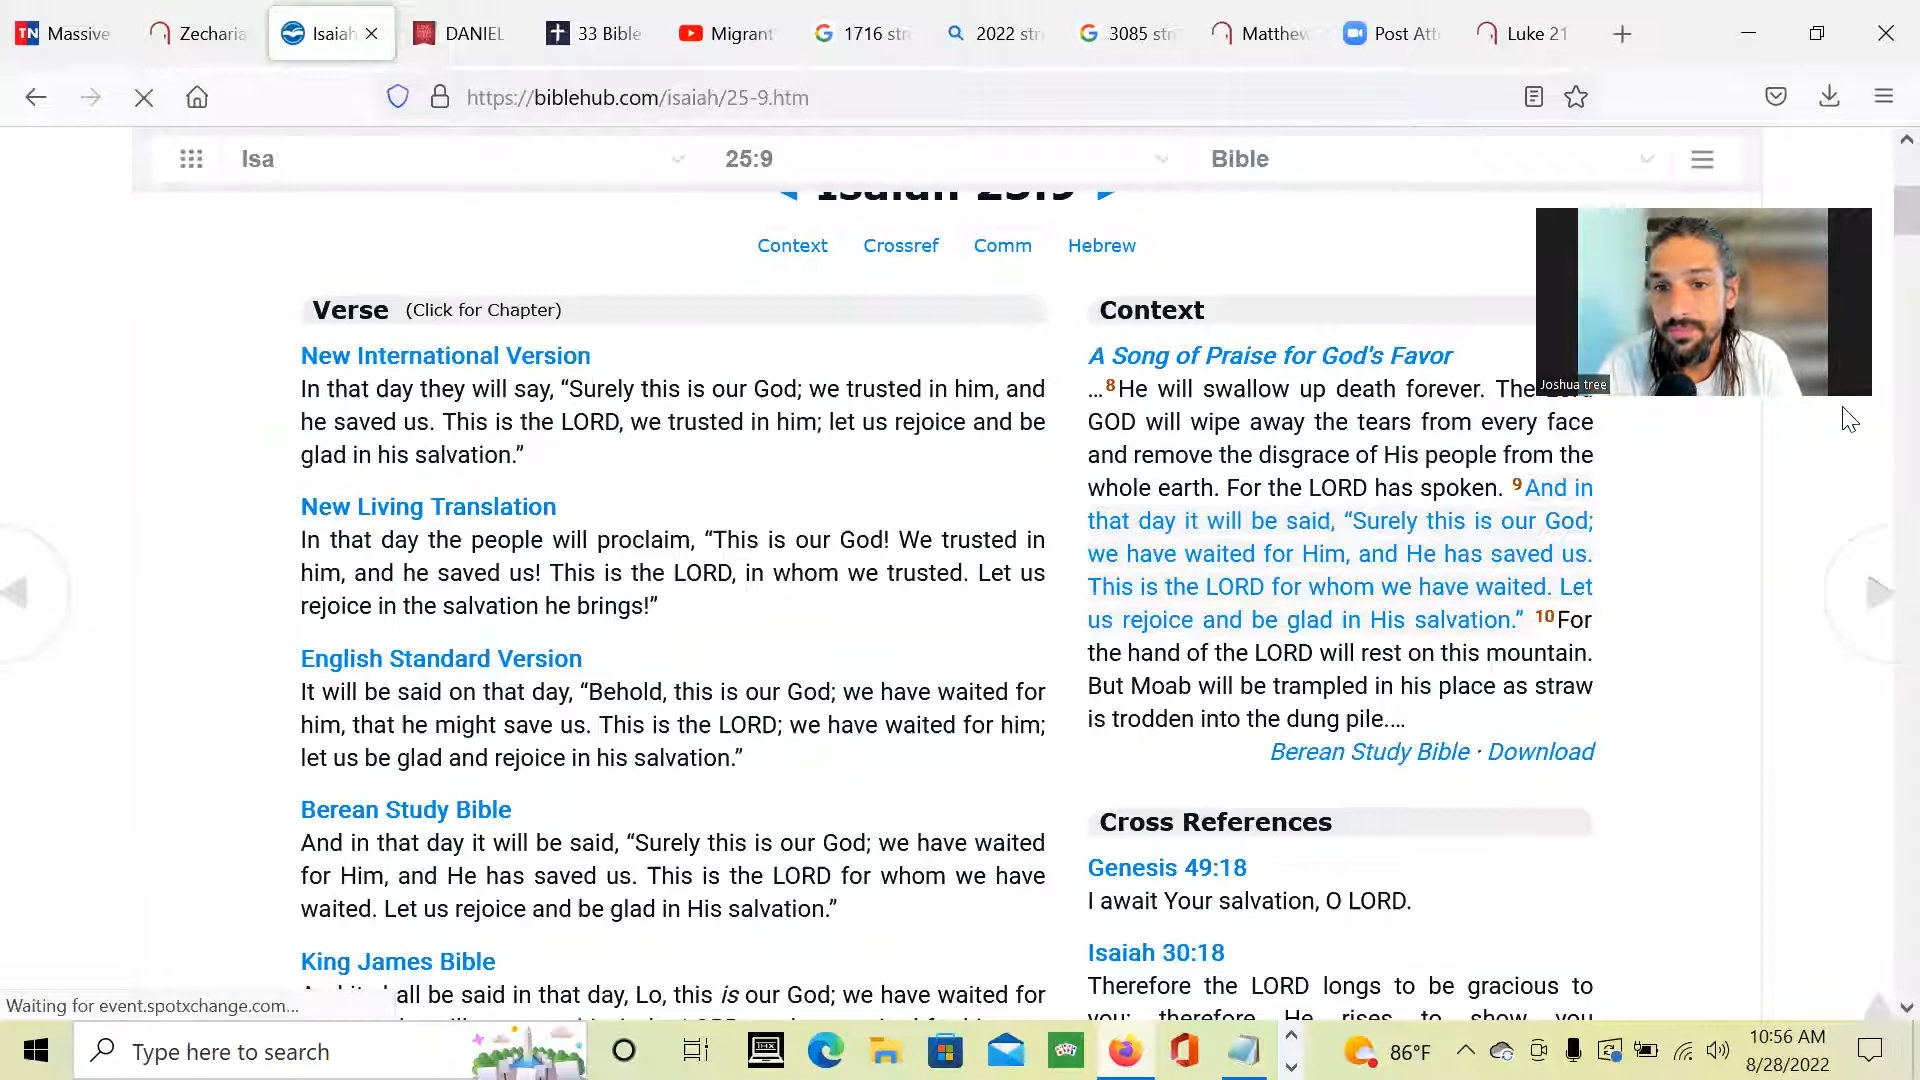 Massive
Zecharia
Isaiah
DANIEL
33 Bible
Migrant
1716 str
2022 str
3085 str
Matthew
Post Att
Luke 21
https://biblehub.com/isaiah/25-9.htm
Isa
25:9
Bible
Isaiah 25:9
Context
Crossref
Comm
Hebrew
Verse (Click for Chapter)
New International Version
In that day they will say, “Surely this is our God; we trusted in him, and
he saved us. This is the LORD, we trusted in him; let us rejoice and be
glad in his salvation.”
New Living Translation
In that day the people will proclaim, “This is our God! We trusted in
him, and he saved us! This is the LORD, in whom we trusted. Let us
rejoice in the salvation he brings!”
English Standard Version
It will be said on that day, “Behold, this is our God; we have waited for
him, that he might save us. This is the LORD; we have waited for him;
let us be glad and rejoice in his salvation.”
Berean Study Bible
And in that day it will be said, “Surely this is our God; we have waited
for Him, and He has saved us. This is the LORD for whom we have
waited. Let us rejoice and be glad in His salvation.”
King James Bible
shall be said in that day, Lo, this is our God; we have waited for
Context
A Song of Praise for God's Favor
…8He will swallow up death forever. The Lord
GOD will wipe away the tears from every face
and remove the disgrace of His people from the
whole earth. For the LORD has spoken. 9And in
that day it will be said, “Surely this is our God;
we have waited for Him, and He has saved us.
This is the LORD for whom we have waited. Let
us rejoice and be glad in His salvation.” 10For
the hand of the LORD will rest on this mountain.
But Moab will be trampled in his place as straw
is trodden into the dung pile.…
Berean Study Bible · Download
Cross References
Genesis 49:18
I await Your salvation, O LORD.
Isaiah 30:18
Therefore the LORD longs to be gracious to
you; therefore He rises to show you
Joshua tree
Waiting for event.spotxchange.com...
Type here to search
86°F
10:56 AM
8/28/2022